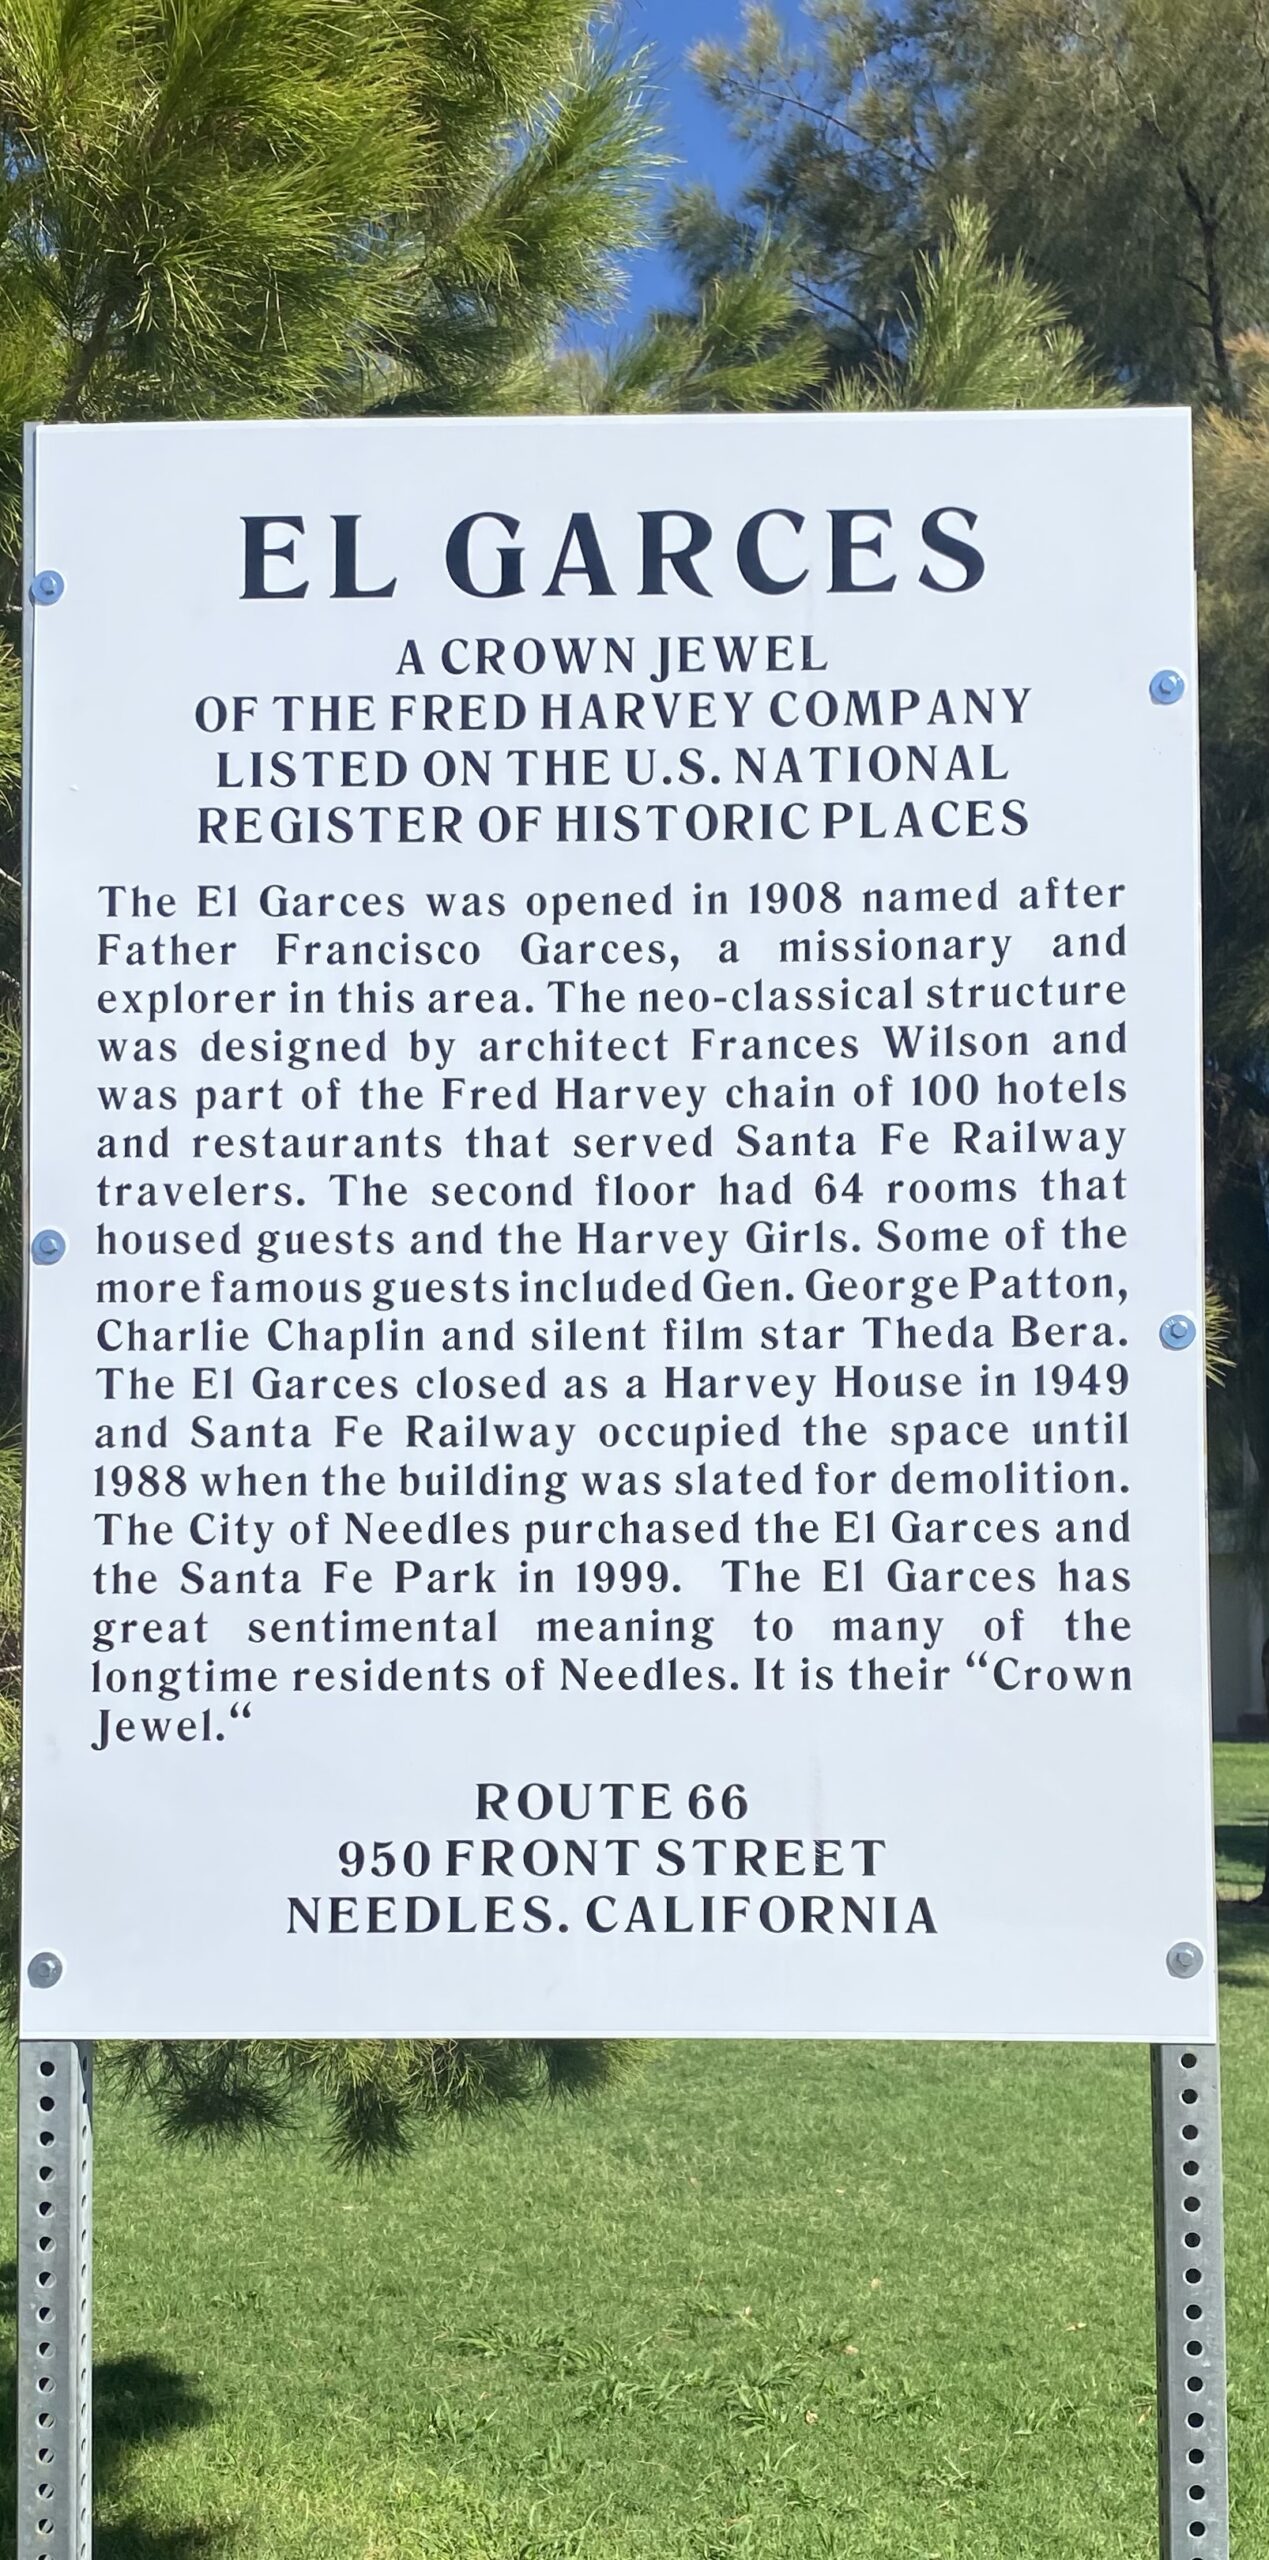 EL GARCES
A CROWN JEWEL
OF THE FRED HARVEY COMPANY
LISTED ON THE U.S. NATIONAL
REGISTER OF HISTORIC PLACES
The El Garces was opened in 1908 named after
Father Francisco Garces, a missionary and
explorer in this area. The neo-classical structure
was designed by architect Frances Wilson and
was part of the Fred Harvey chain of 100 hotels
and restaurants that served Santa Fe Railway
travelers. The second floor had 64 rooms that
housed guests and the Harvey Girls. Some of the
more famous guests included Gen. George Patton,
Charlie Chaplin and silent film star Theda Bera.
The El Garces closed as a Harvey House in 1949
and Santa Fe Railway occupied the space until
1988 when the building was slated for demolition.
The City of Needles purchased the El Garces and
the Santa Fe Park in 1999. The El Garces has
great sentimental meaning to many of the
longtime residents of Needles. It is their “Crown
Jewel.“
ROUTE 66
950 FRONT STREET
NEEDLES. CALIFORNIA